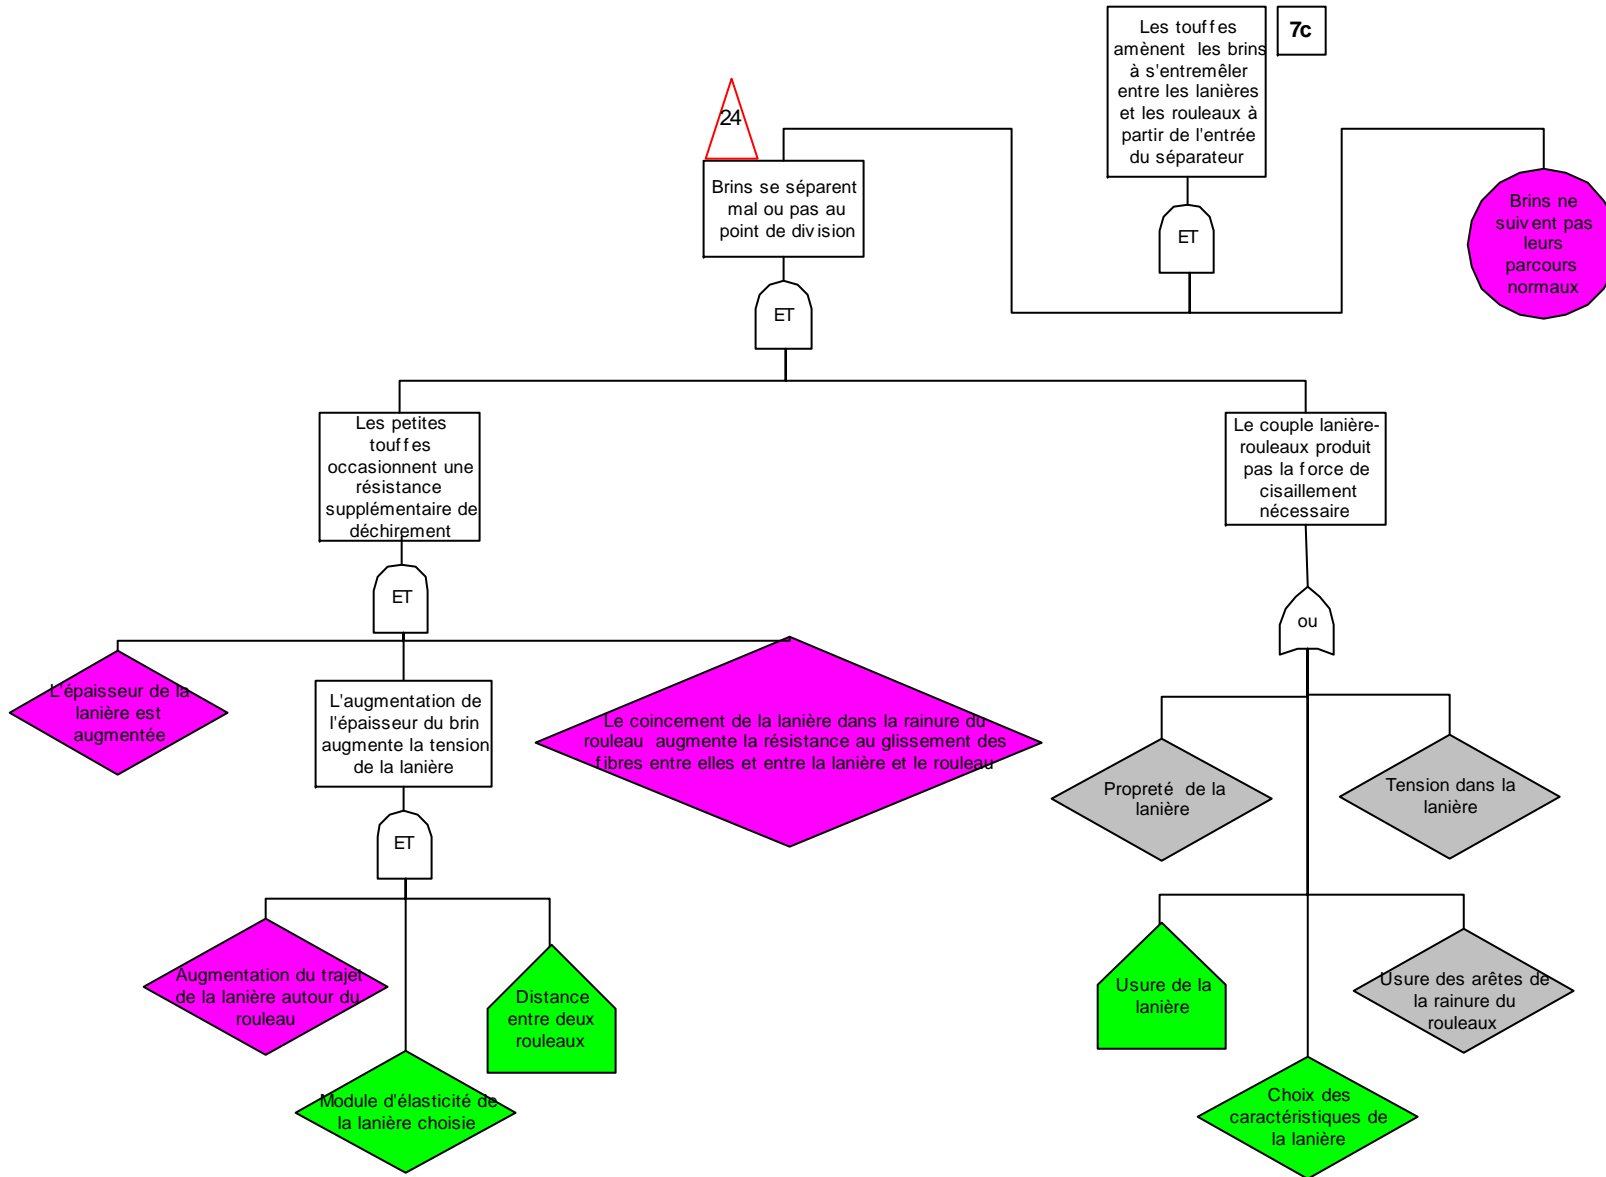 Les touffes
amènent les brins
à s'entremêler
entre les lanières
et les rouleaux à
partir de l'entrée
du séparateur
7c
24
Brins se séparent
mal ou pas au
point de division
ET
Brins ne
suivent pas
leurs
parcours
normaux
ET
Les petites
touffes
occasionnent une
résistance
supplémentaire de
déchirement
Le couple lanière-
rouleaux produit
pas la force de
cisaillement
nécessaire
ET
ou
L'épaisseur de la
lanière est
augmentée
L'augmentation de
l'épaisseur du brin
augmente la tension
de la lanière
Le coincement de la lanière dans la rainure du
rouleau augmente la résistance au glissement des
fibres entre elles et entre la lanière et le rouleau
Propreté de la
lanière
Tension dans la
lanière
ET
Augmentation du trajet
de la lanière autour du
rouleau
Distance
entre deux
rouleaux
Usure de la
lanière
Usure des arêtes de
la rainure du
rouleaux
Module d'élasticité de
la lanière choisie
Choix des
caractéristiques de
la lanière